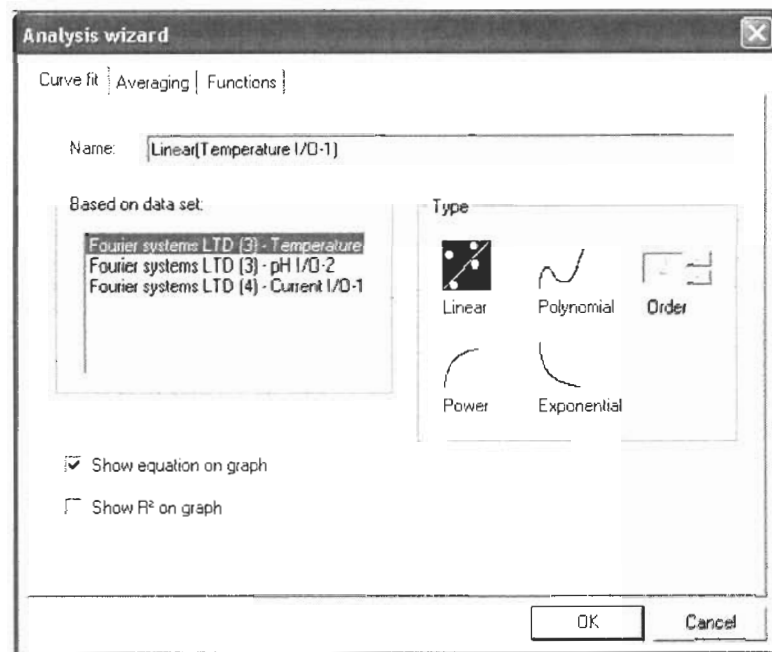 Analysis wizard
Curve fit Averaging Functions
Name: Linear(Temperature I/O-1)
Based on data set:
Fourier systems LTD (3) - Temperature
Fourier systems LTD (3) - pH I/O-2
Fourier systems LTD (4) - Current I/O-1
Type
Linear Polynomial Order
Power Exponential
Show equation on graph
Show R² on graph
OK Cancel